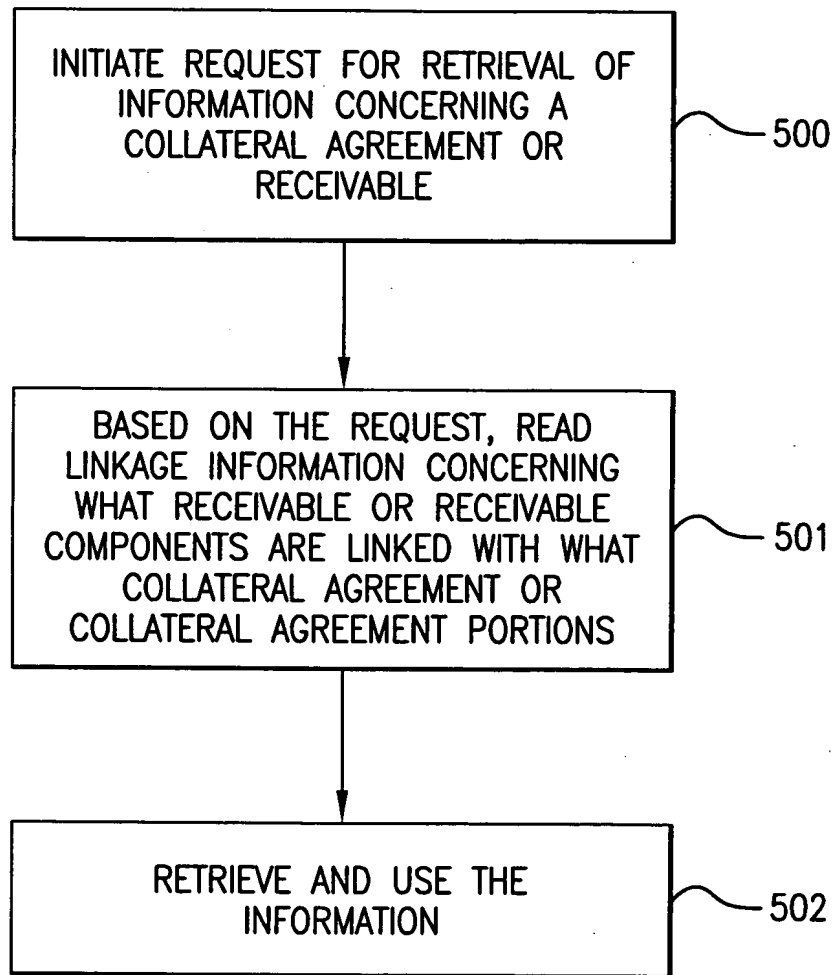 INITIATE REQUEST FOR RETRIEVAL OF
INFORMATION CONCERNING A
COLLATERAL AGREEMENT OR
RECEIVABLE
500
BASED ON THE REQUEST, READ
LINKAGE INFORMATION CONCERNING
WHAT RECEIVABLE OR RECEIVABLE
COMPONENTS ARE LINKED WITH WHAT
COLLATERAL AGREEMENT OR
COLLATERAL AGREEMENT PORTIONS
501
RETRIEVE AND USE THE
INFORMATION
502